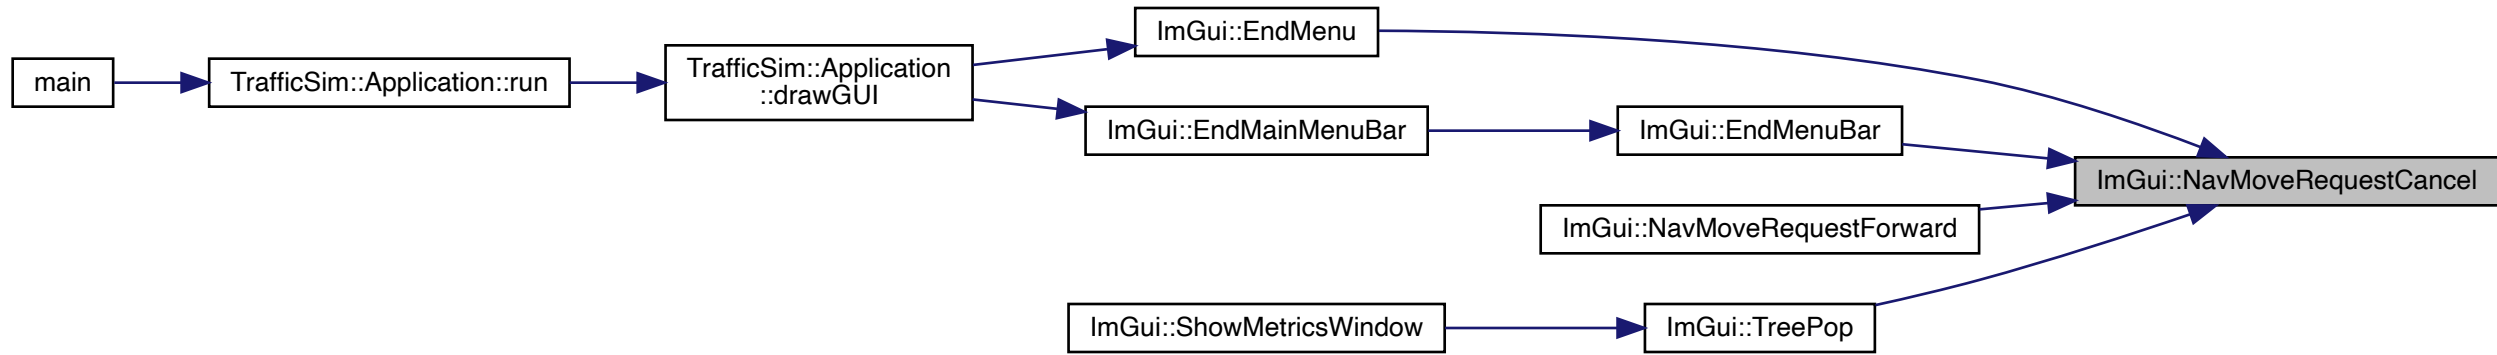 main
TrafficSim::Application::run
TrafficSim::Application
::drawGUI
ImGui::EndMenu
ImGui::EndMainMenuBar
ImGui::EndMenuBar
ImGui::NavMoveRequestCancel
ImGui::NavMoveRequestForward
ImGui::ShowMetricsWindow
ImGui::TreePop